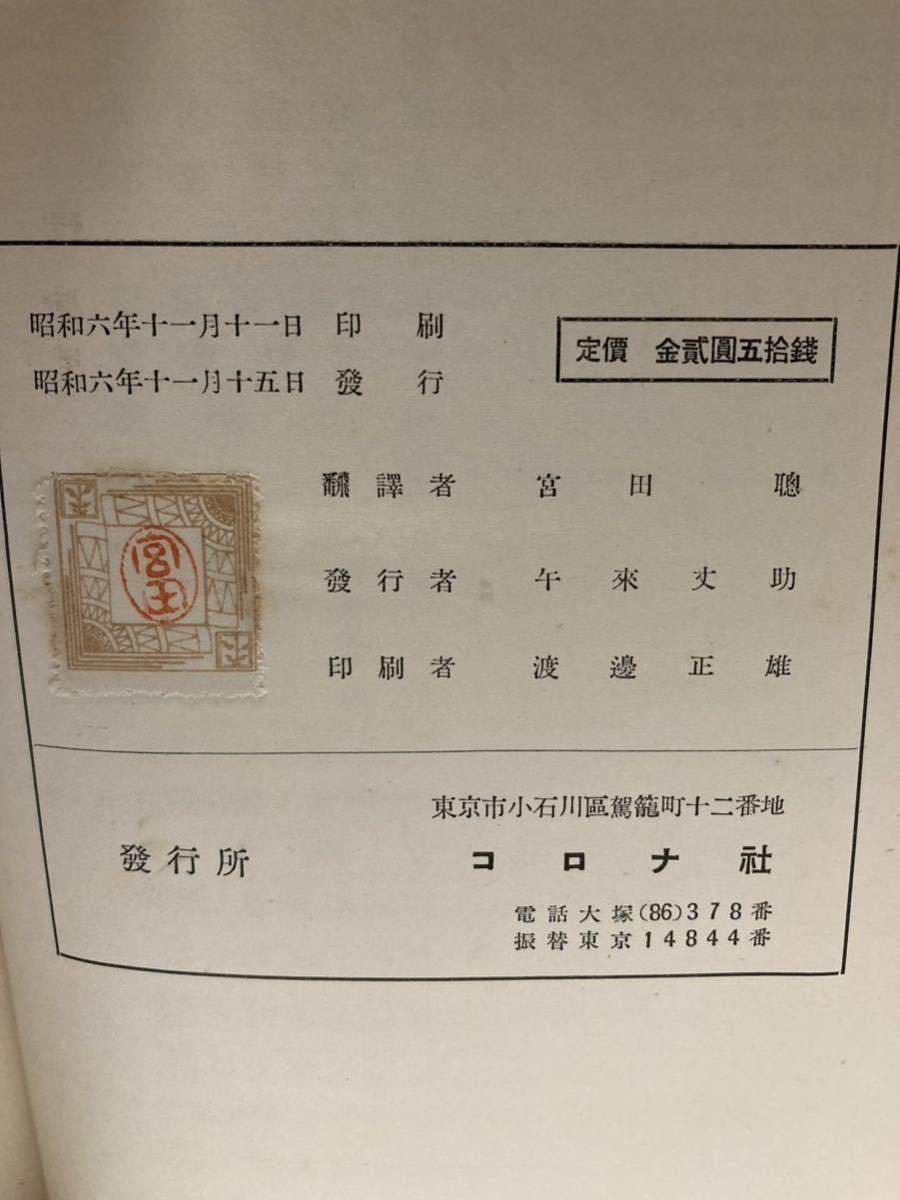 昭和六年十一月十一日 印刷
昭和六年十一月十五日 發行
定價 金貳圓五拾錢
翻譯者 宮田聰
發行者 午來丈助
印刷者 渡邊正雄
東京市小石川區駕籠町十二番地
發行所 コロナ社
電話大塚(86)378番
振替東京14844番